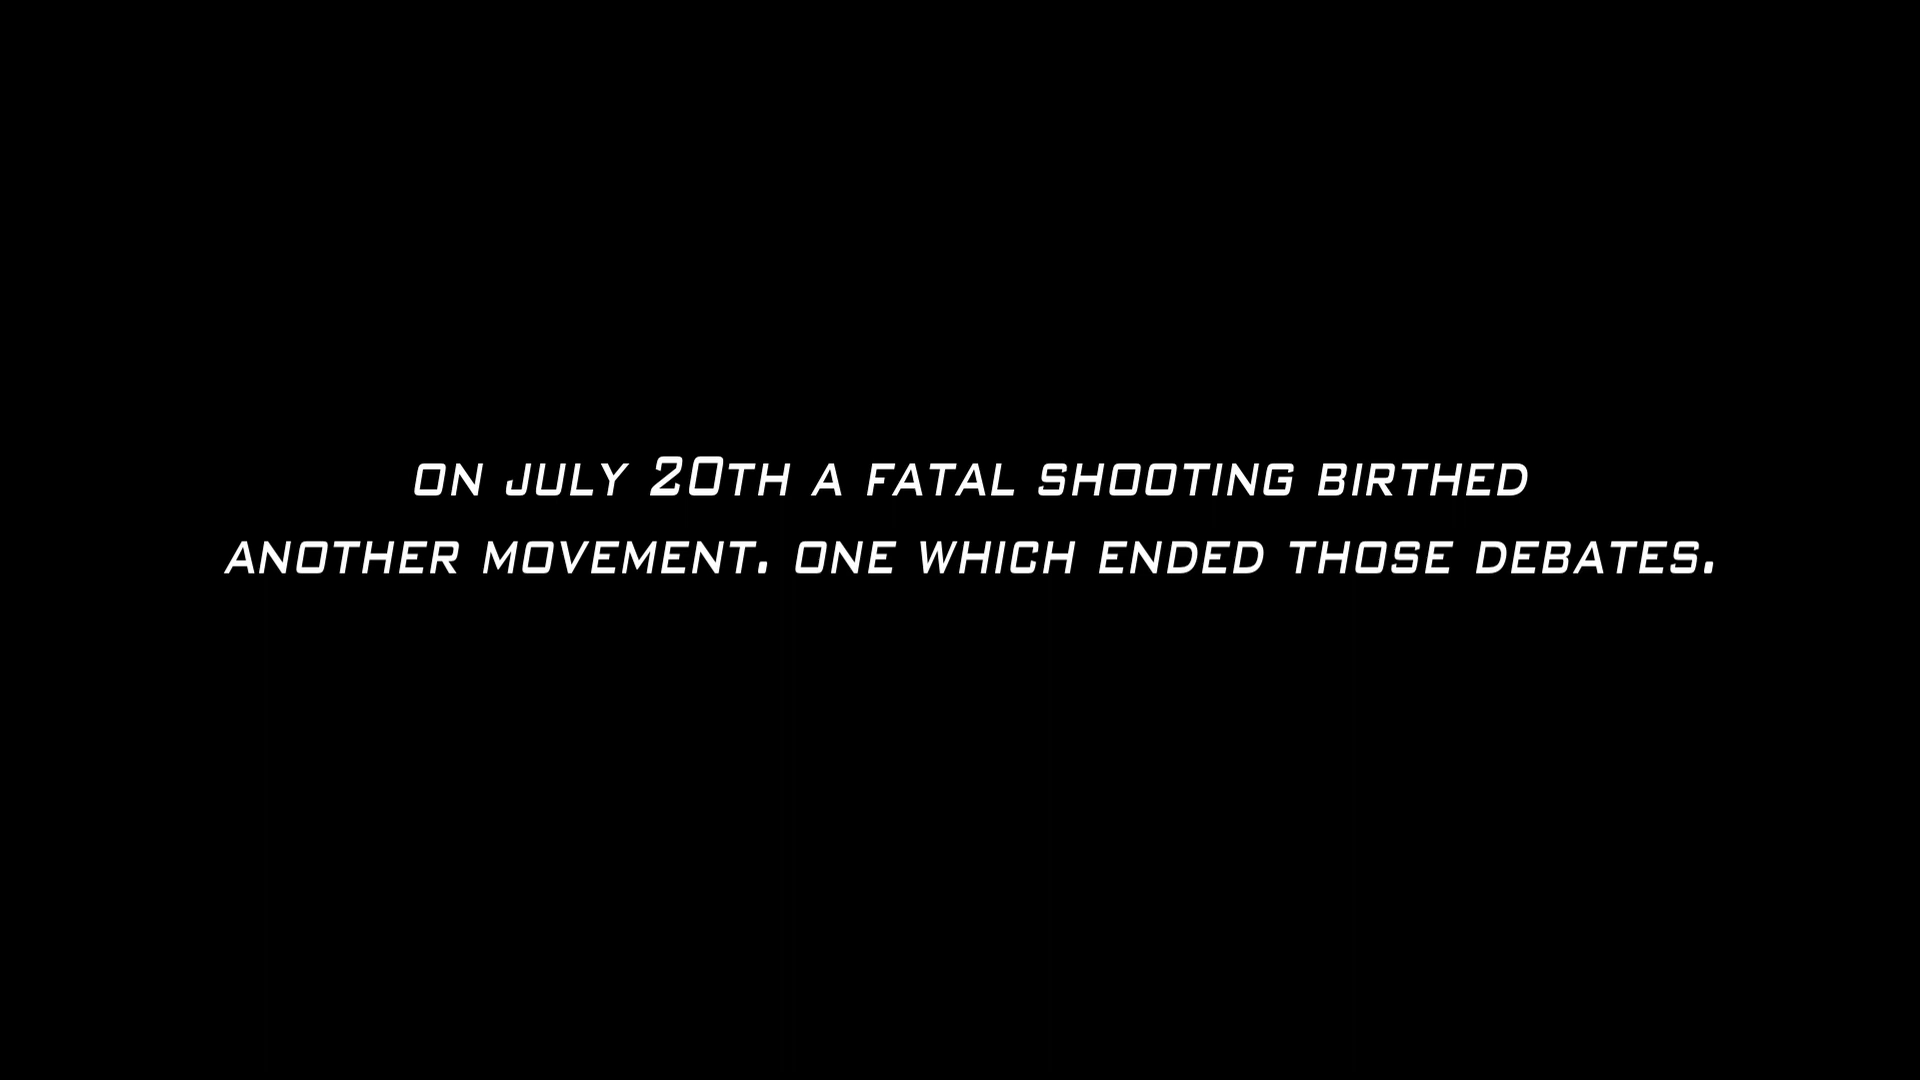 ON JULY 20TH A FATAL SHOOTING BIRTHED
ANOTHER MOVEMENT. ONE WHICH ENDED THOSE DEBATES.